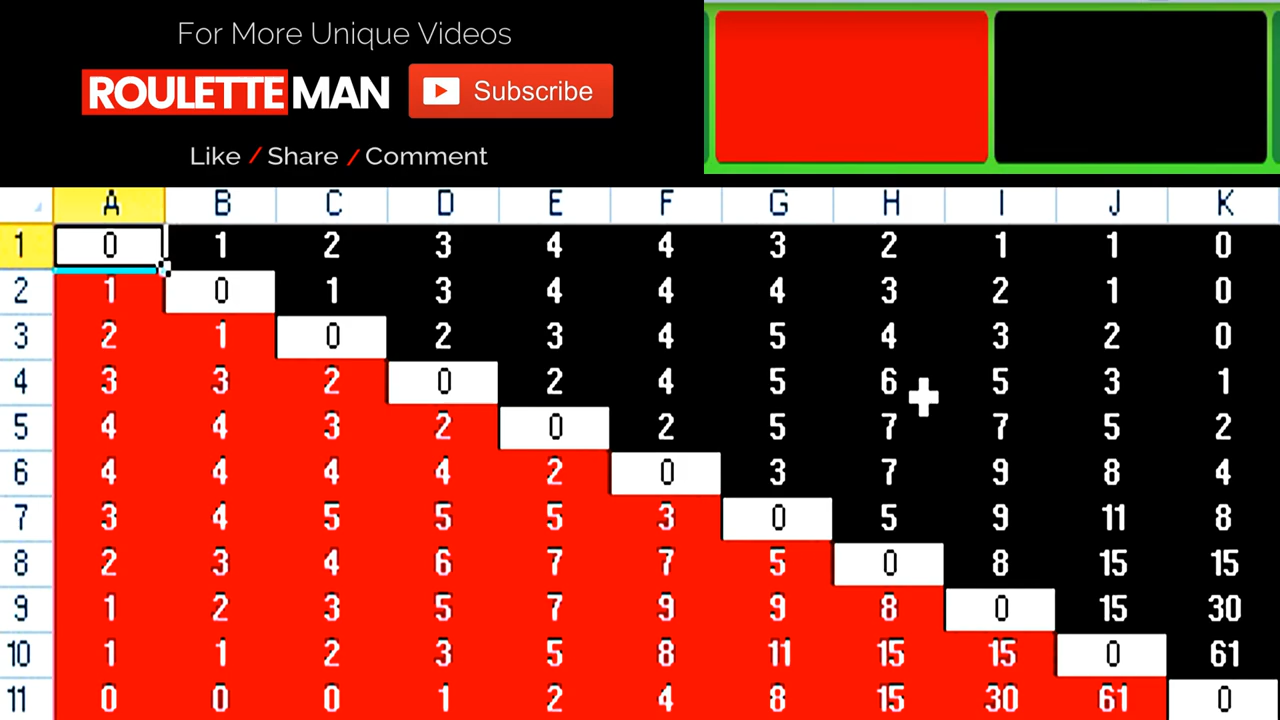 For More Unique Videos
ROULETTE MAN Subscribe
Like / Share / Comment
A B C D E F G H I J K
1 0 1 2 3 4 4 3 2 1 1 0
2 1 0 1 3 4 4 4 3 2 1 0
3 2 1 0 2 3 4 5 4 3 2 0
4 3 3 2 0 2 4 5 6 5 3 1
5 4 4 3 2 0 2 5 7 7 5 2
6 4 4 4 4 2 0 3 7 9 8 4
7 3 4 5 5 5 3 0 5 9 11 8
8 2 3 4 6 7 7 5 0 8 15 15
9 1 2 3 5 7 9 9 8 0 15 30
10 1 1 2 3 5 8 11 15 15 0 61
11 0 0 0 1 2 4 8 15 30 61 0